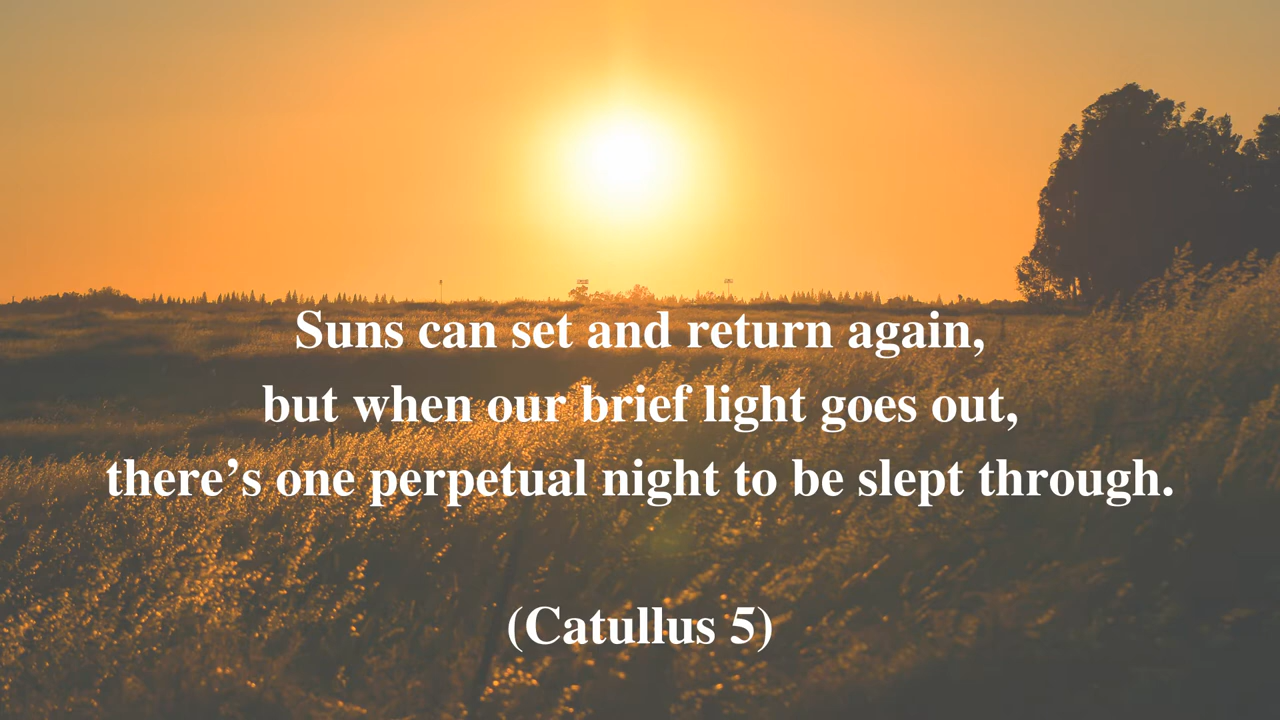 Suns can set and return again,
but when our brief light goes out,
there’s one perpetual night to be slept through.
(Catullus 5)